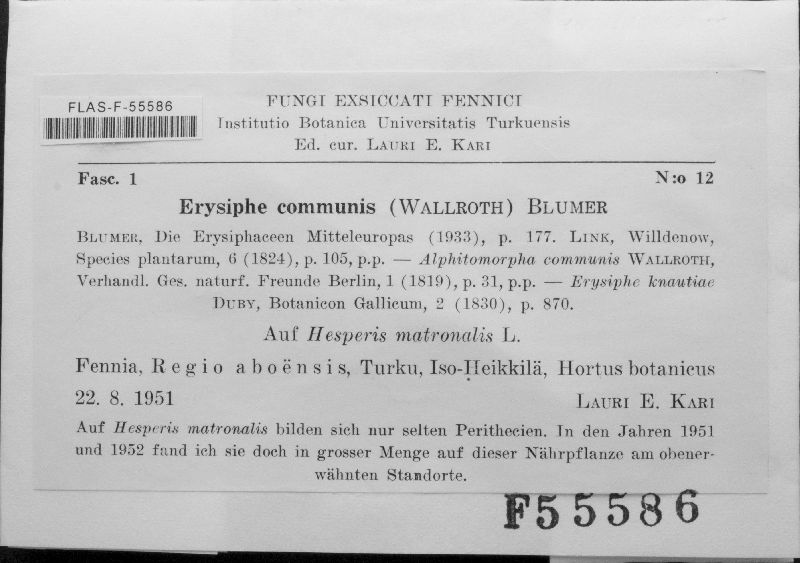 FLAS-F-55586
FUNGI EXSICCATI FENNICI
Institutio Botanica Universitatis Turkuensis
Ed. cur. LAURI E. KARI
Fasc. 1 N:o 12
Erysiphe communis (WALLROTH) BLUMER
BLUMER, Die Erysiphaceen Mitteleuropas (1933), p. 177. LINK, Willdenow,
Species plantarum, 6 (1824), p. 105, p.p. — Alphitomorpha communis WALLROTH,
Verhandl. Ges. naturf. Freunde Berlin, 1 (1819), p. 31, p.p. — Erysiphe knautiae
DUBY, Botanicon Gallicum, 2 (1830), p. 870.
Auf Hesperis matronalis L.
Fennia, Regio aboënsis, Turku, Iso-Heikkilä, Hortus botanicus
22. 8. 1951 LAURI E. KARI
Auf Hesperis matronalis bilden sich nur selten Perithecien. In den Jahren 1951
und 1952 fand ich sie doch in grosser Menge auf dieser Nährpflanze am obener-
wähnten Standorte.
F55586